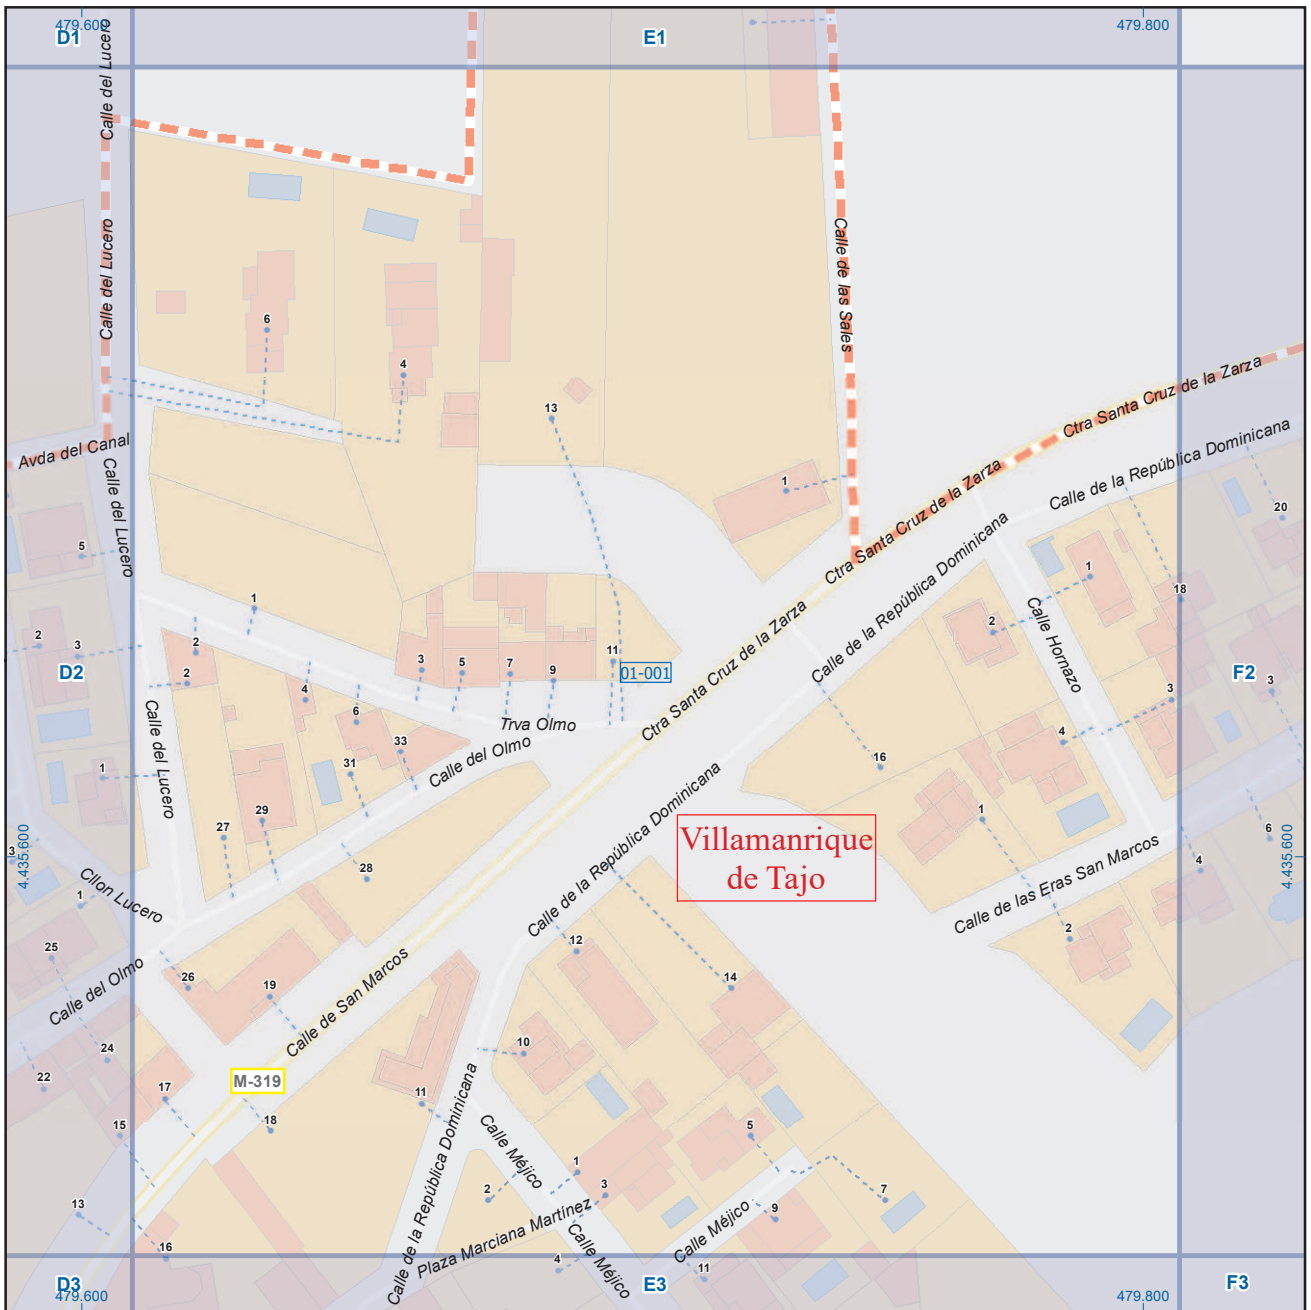 479.600
479.800
D1
E1
Calle del Lucero
Calle del Lucero
Calle de las Sales
6
4
13
1
Ctra Santa Cruz de la Zarza
Calle de la República Dominicana
Avda del Canal
Calle del Lucero
Ctra Santa Cruz de la Zarza
20
5
1
18
1
Calle de la República Dominicana
2
Calle Hornazo
2
3
2
2
D2
3
5
7
9
11
01-001
F2
3
4
6
33
Ctra Santa Cruz de la Zarza
3
Calle del Lucero
Trva Olmo
Calle del Olmo
4
16
1
31
29
27
28
1
Calle de la República Dominicana
Villamanrique
de Tajo
6
4
3
4.435.600
4.435.600
Cllon Lucero
1
Calle de las Eras San Marcos
2
25
26
19
12
14
Calle del Olmo
Calle de San Marcos
24
22
10
M-319
17
11
18
15
5
Calle de la República Dominicana
Calle Méjico
1
2
3
7
13
9
16
Plaza Marciana Martínez
Calle Méjico
Calle Méjico
4
11
D3
E3
F3
479.600
479.800